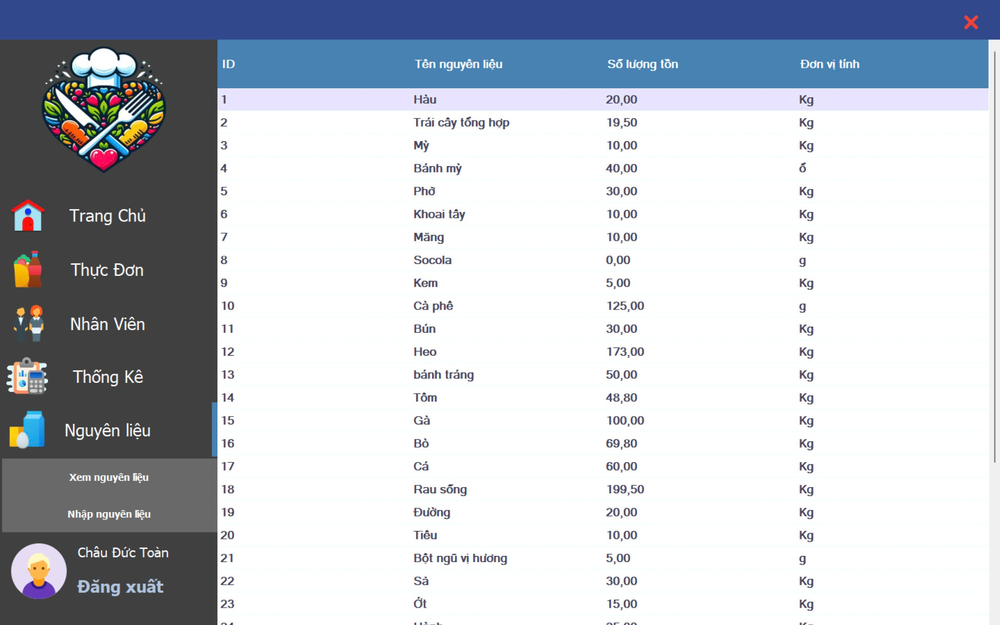 ID Tên nguyên liệu Số lượng tồn Đơn vị tính
1 Hàu 20,00 Kg
2 Trái cây tổng hợp 19,50 Kg
3 Mỳ 10,00 Kg
4 Bánh mỳ 40,00 ổ
5 Phở 30,00 Kg
6 Khoai tây 10,00 Kg
7 Măng 10,00 Kg
8 Socola 0,00 g
9 Kem 5,00 Kg
10 Cà phê 125,00 g
11 Bún 30,00 Kg
12 Heo 173,00 Kg
13 bánh tráng 50,00 Kg
14 Tôm 48,80 Kg
15 Gà 100,00 Kg
16 Bò 69,80 Kg
17 Cá 60,00 Kg
18 Rau sống 199,50 Kg
19 Đường 20,00 Kg
20 Tiêu 10,00 Kg
21 Bột ngũ vị hương 5,00 g
22 Sả 30,00 Kg
23 Ớt 15,00 Kg
Trang Chủ
Thực Đơn
Nhân Viên
Thống Kê
Nguyên liệu
Xem nguyên liệu
Nhập nguyên liệu
Châu Đức Toàn
Đăng xuất